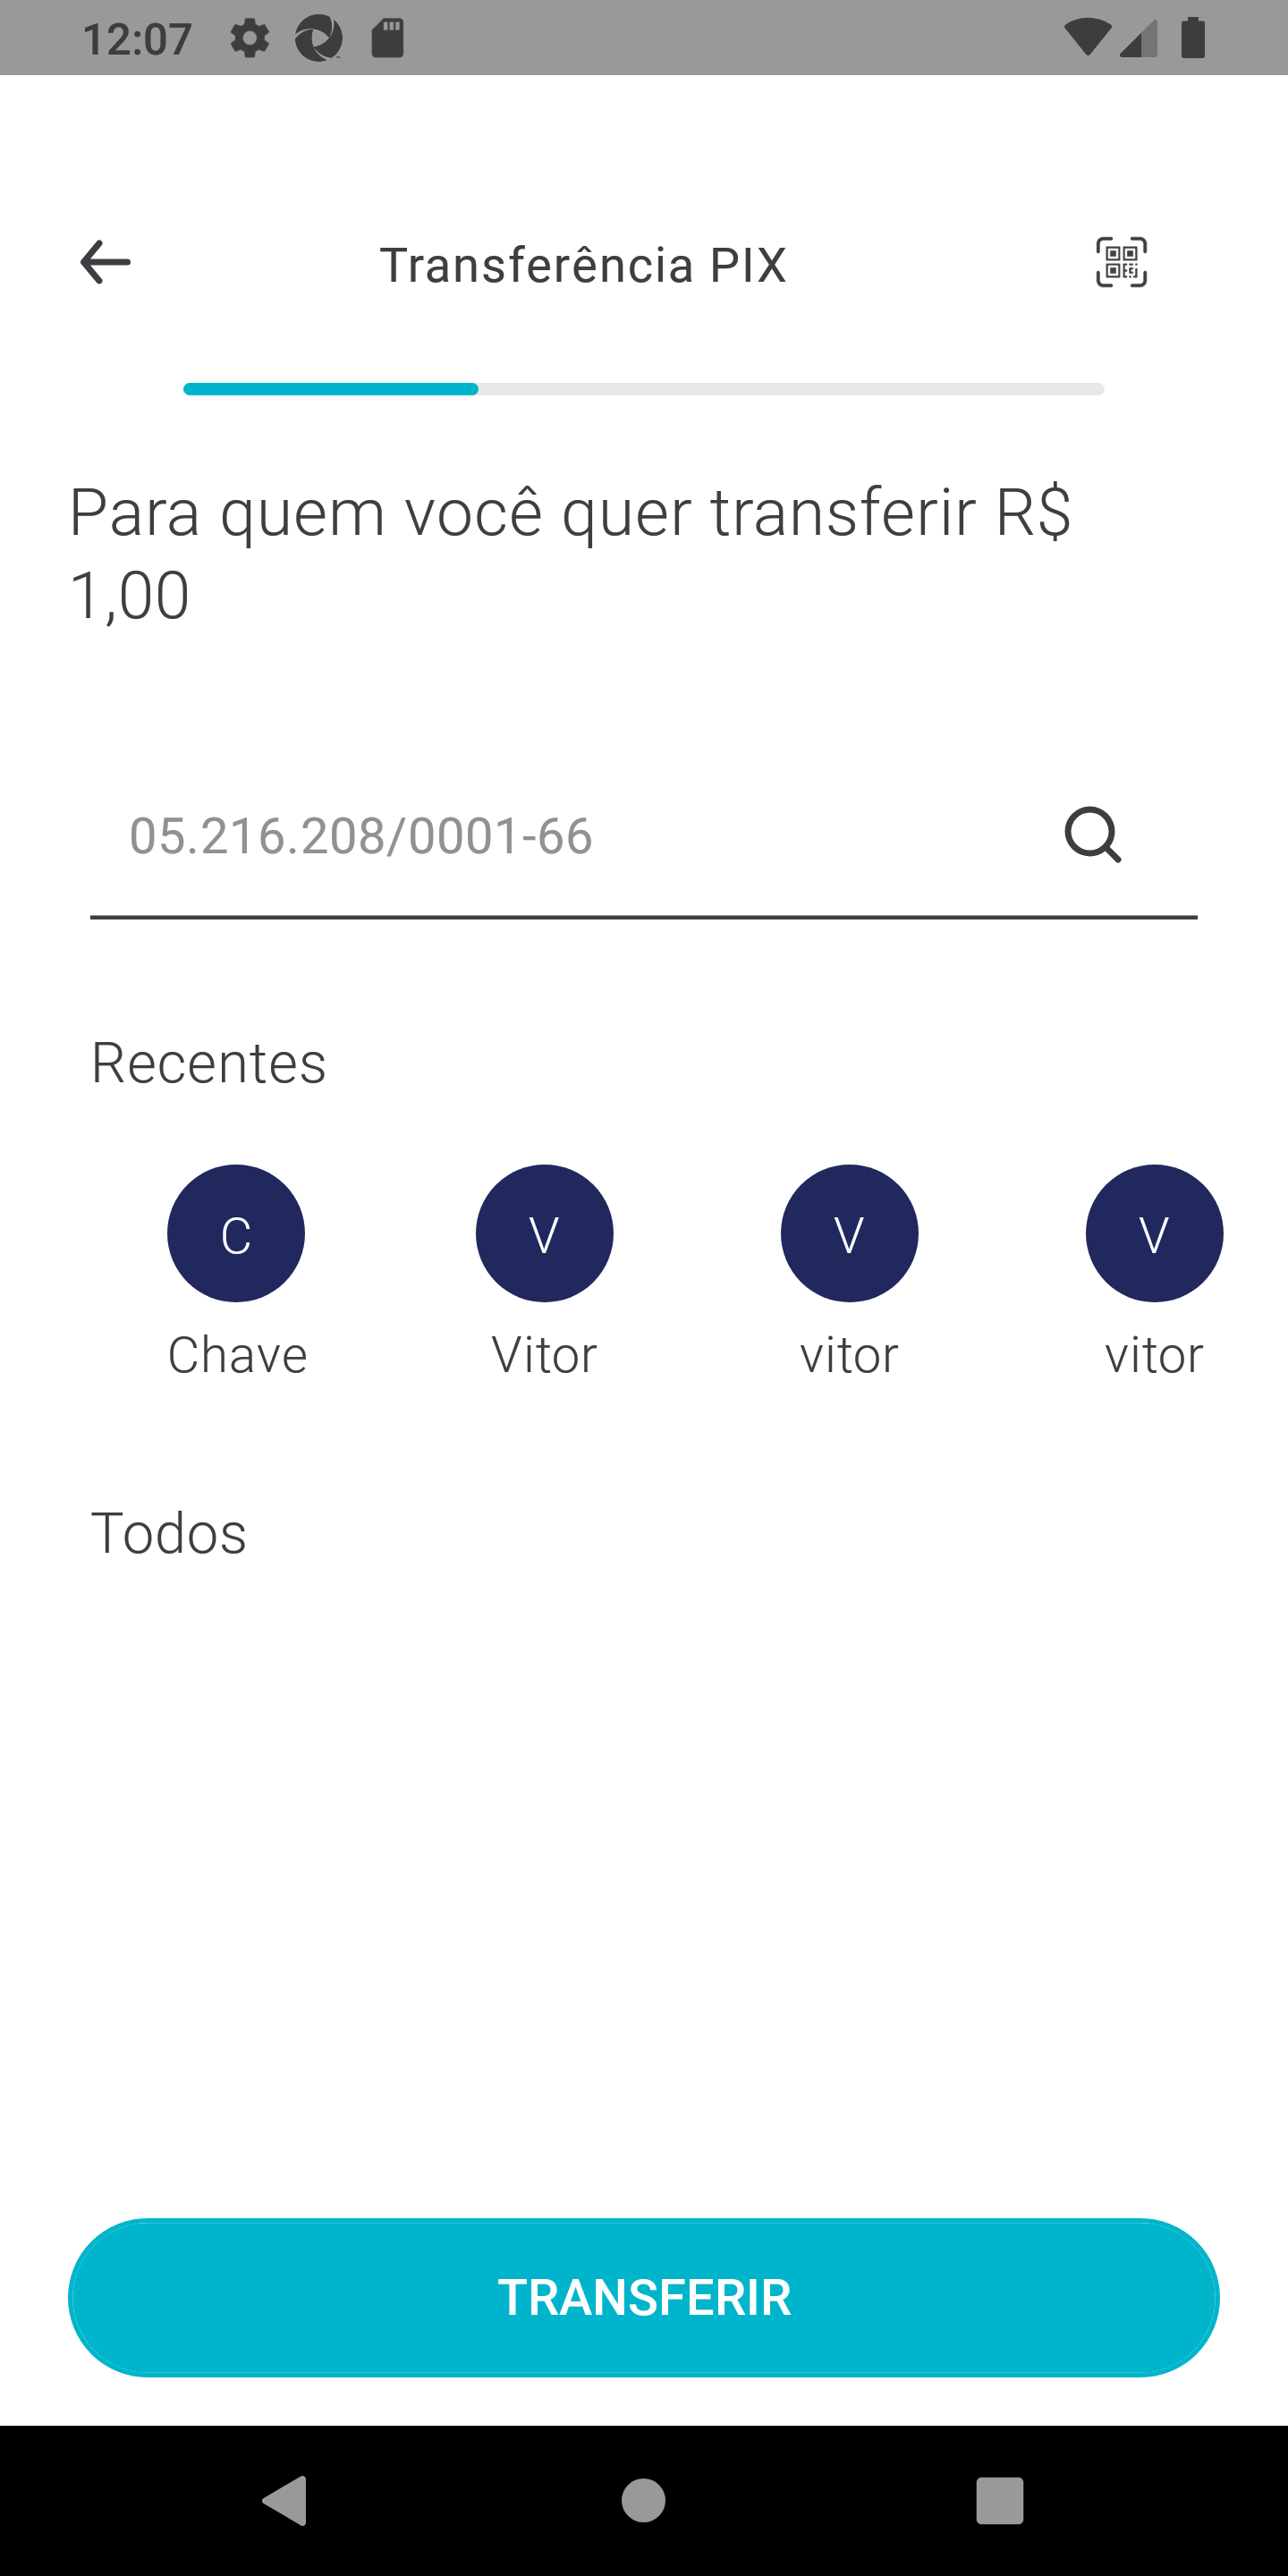 12:07
Transferência PIX
Para quem você quer transferir R$
1,00
05.216.208/0001-66
Recentes
C
V
V
V
Chave
Vitor
vitor
vitor
Todos
TRANSFERIR